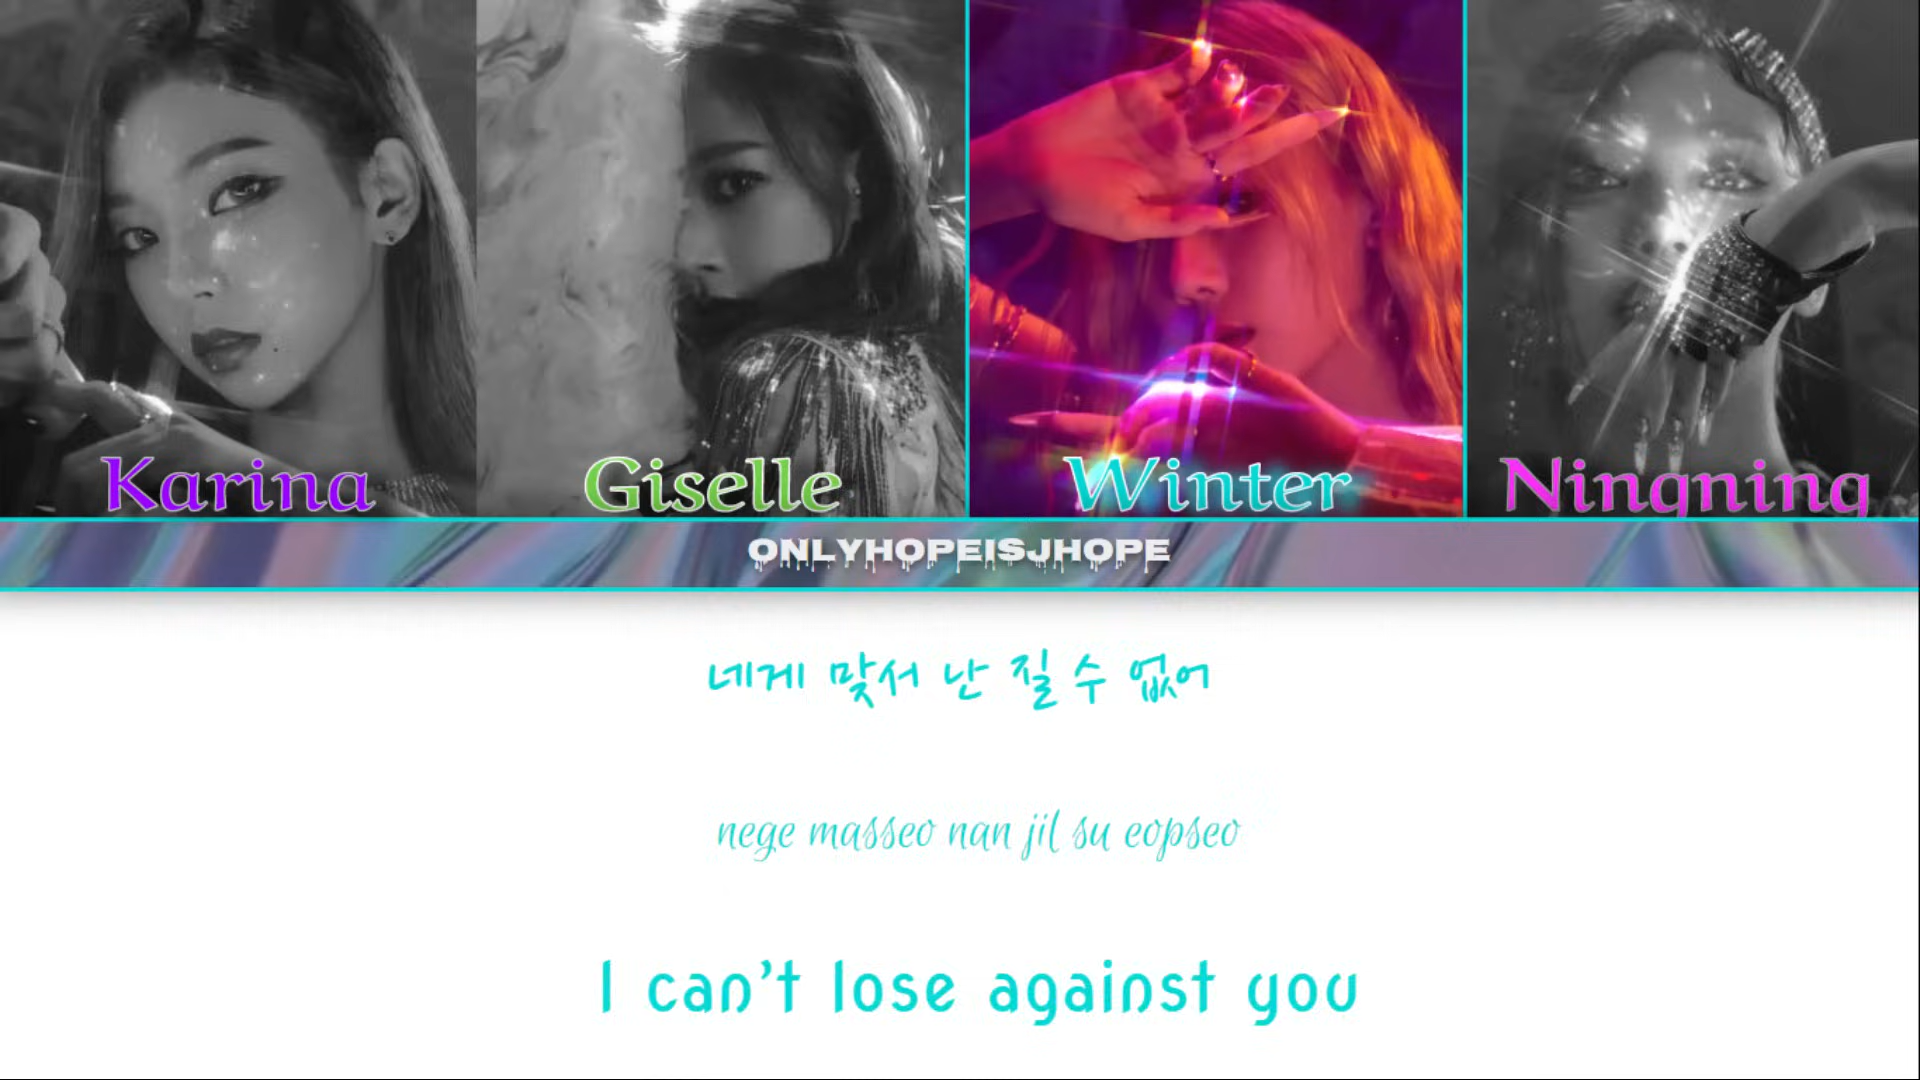 Karina
Giselle
Winter
Ningning
ONLYHOPEISJHOPE
네게 맞서 난 질 수 없어
nege masseo nan jil su eopseo
I can't lose against you